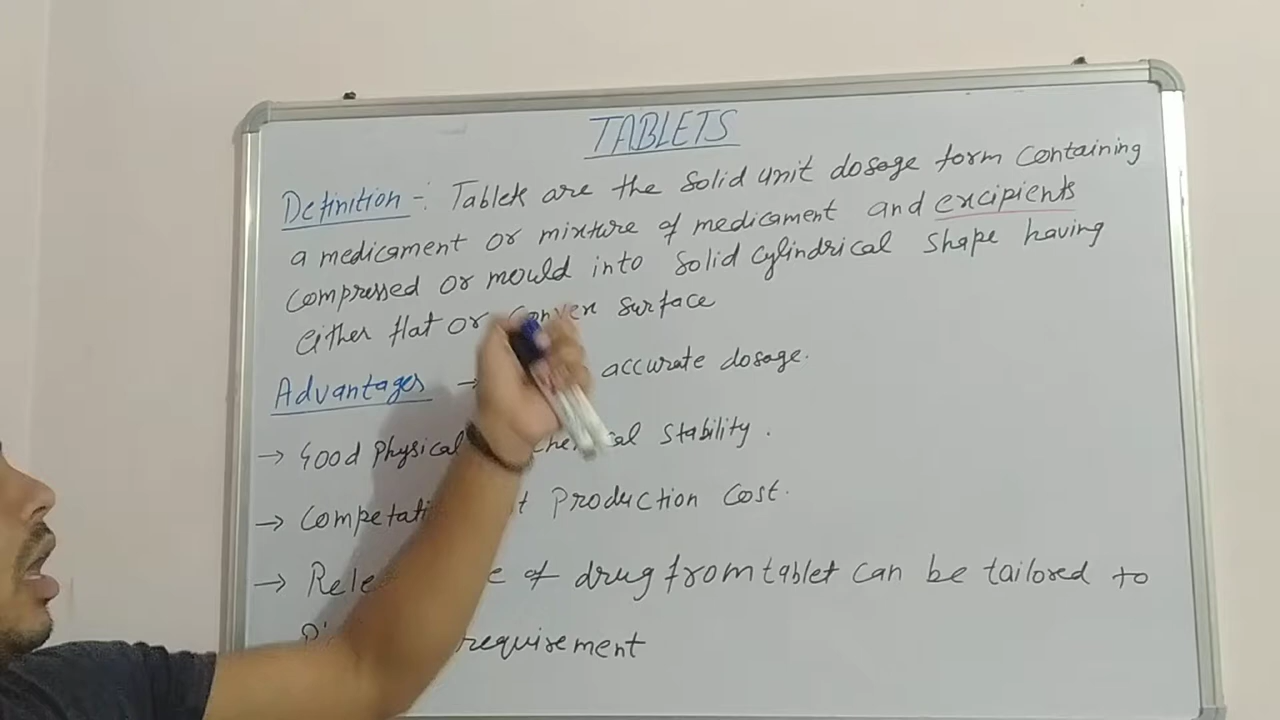 TABLETS
Definition -: Tablets are the solid unit dosage form containing
a medicament or mixture of medicament and excipients
compressed or mould into solid cylindrical shape having
either flat or convex surface
Advantages → accurate dosage.
→ Good Physical stability.
→ Production Cost.
→ of drug from tablet can be tailored to
requirement